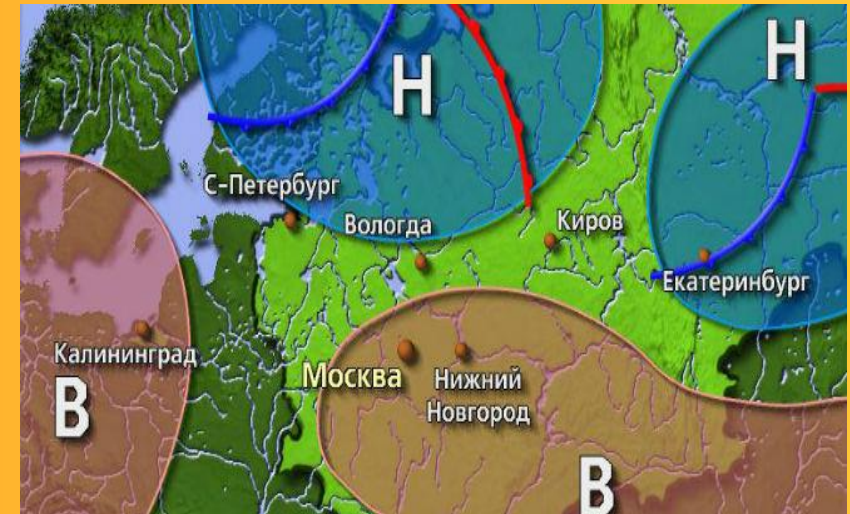 Н
Н
С-Петербург
Вологда
Киров
Екатеринбург
Калининград
В
Москва
Нижний
Новгород
В